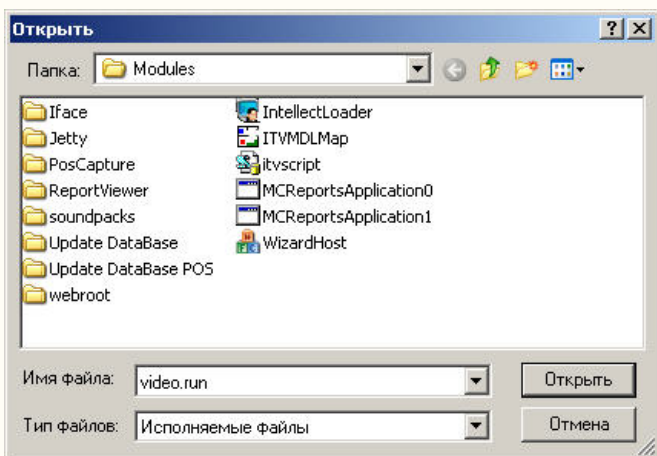 Открыть
Папка: Modules
Iface
Jetty
PosCapture
ReportViewer
soundpacks
Update DataBase
Update DataBase POS
webroot
IntellectLoader
ITVMDLMap
itvscript
MCReportsApplication0
MCReportsApplication1
WizardHost
Имя файла: video.run Открыть
Тип файлов: Исполняемые файлы Отмена